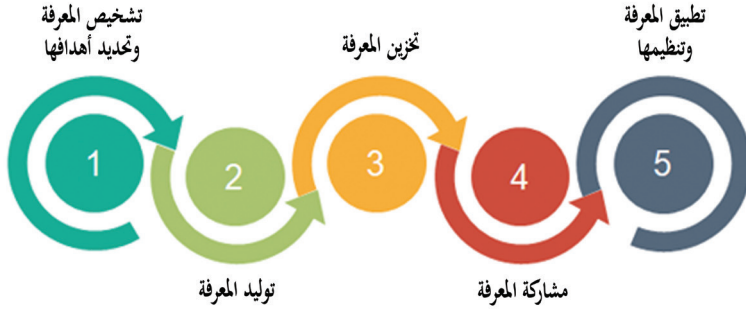 تشخيص المعرفة
وتحديد أهدافها
تخزين المعرفة
تطبيق المعرفة
وتنظيمها
1
2
3
4
5
توليد المعرفة
مشاركة المعرفة